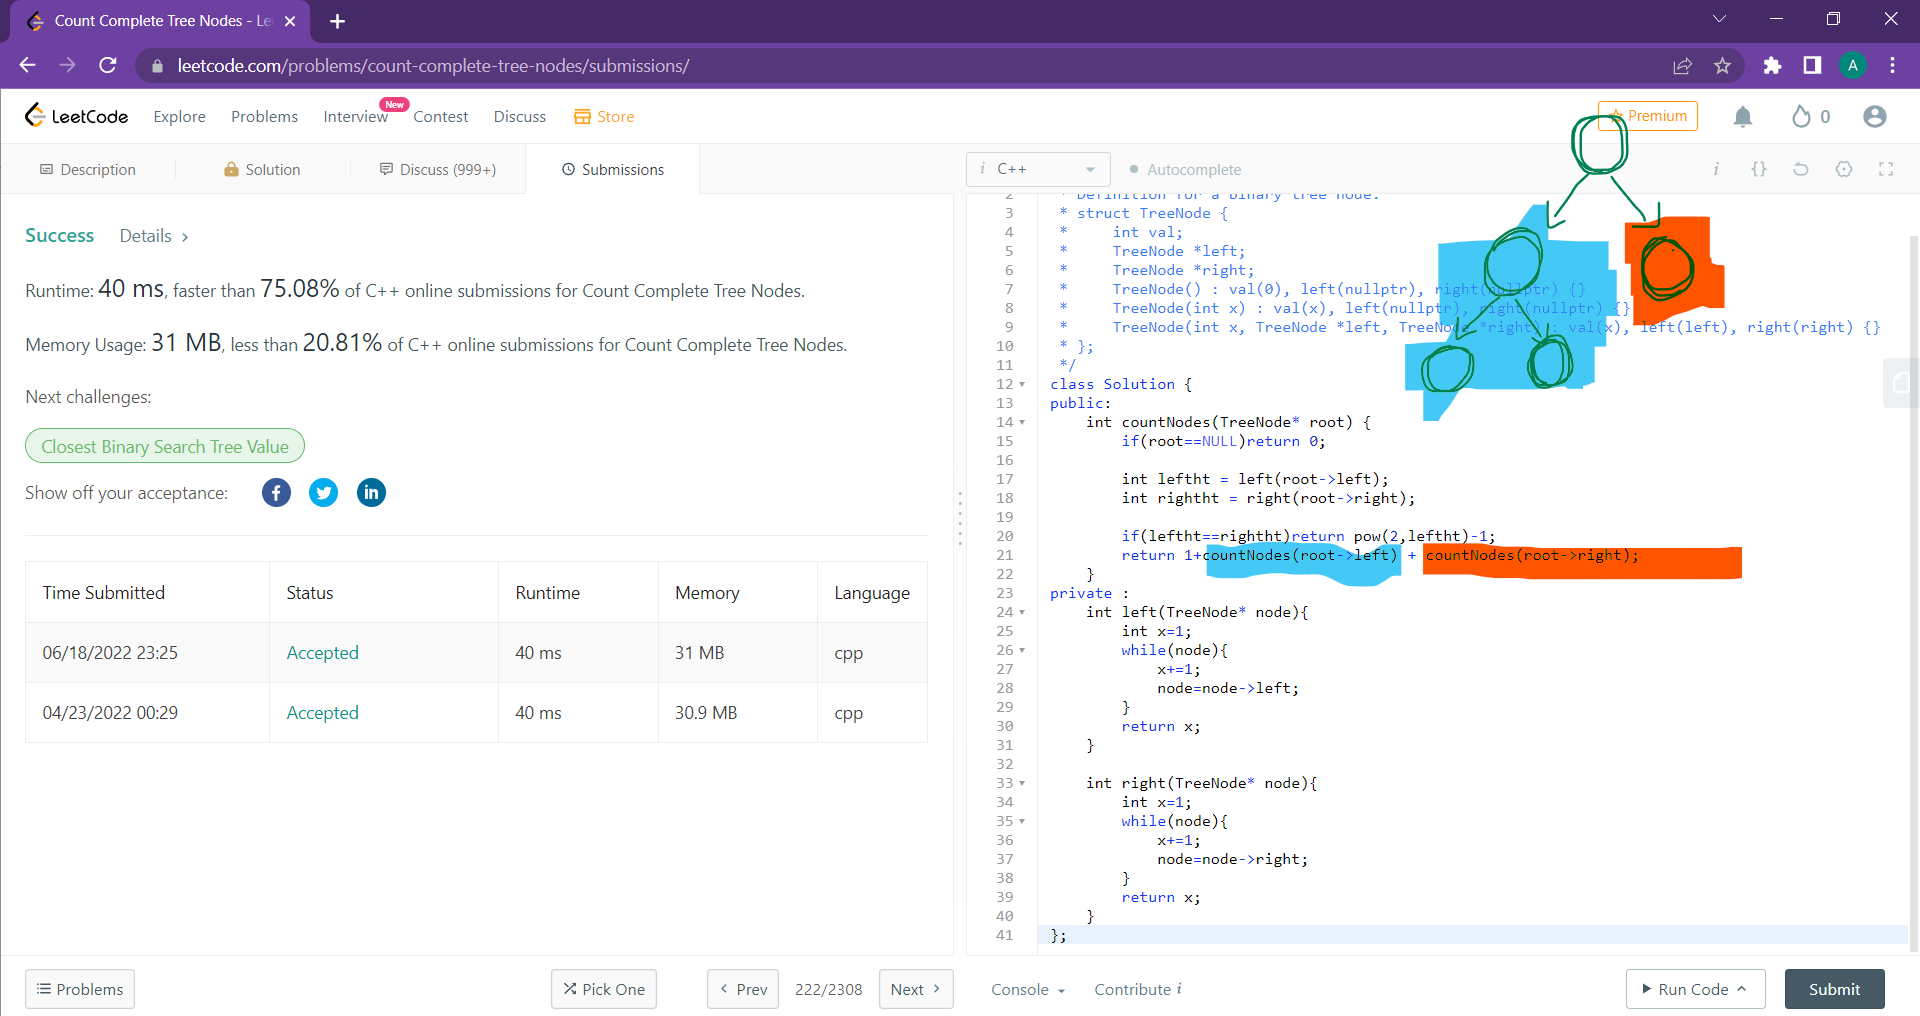 Count Complete Tree Nodes - Le
leetcode.com/problems/count-complete-tree-nodes/submissions/
A
LeetCode
Explore
Problems
Interview
New
Contest
Discuss
Store
Premium
0
Description
Solution
Discuss (999+)
Submissions
i C++
Autocomplete
i {}
Success
Details >
Runtime: 40 ms, faster than 75.08% of C++ online submissions for Count Complete Tree Nodes.
Memory Usage: 31 MB, less than 20.81% of C++ online submissions for Count Complete Tree Nodes.
Next challenges:
Closest Binary Search Tree Value
Show off your acceptance:
Time Submitted Status Runtime Memory Language
06/18/2022 23:25 Accepted 40 ms 31 MB cpp
04/23/2022 00:29 Accepted 40 ms 30.9 MB cpp
2 * Definition for a binary tree node.
3 * struct TreeNode {
4 *     int val;
5 *     TreeNode *left;
6 *     TreeNode *right;
7 *     TreeNode() : val(0), left(nullptr), right(nullptr) {}
8 *     TreeNode(int x) : val(x), left(nullptr), right(nullptr) {}
9 *     TreeNode(int x, TreeNode *left, TreeNode *right) : val(x), left(left), right(right) {}
10 * };
11 */
12 class Solution {
13 public:
14     int countNodes(TreeNode* root) {
15         if(root==NULL)return 0;
16
17         int leftht = left(root->left);
18         int rightht = right(root->right);
19
20         if(leftht==rightht)return pow(2,leftht)-1;
21         return 1+countNodes(root->left) + countNodes(root->right);
22     }
23 private :
24     int left(TreeNode* node){
25         int x=1;
26         while(node){
27             x+=1;
28             node=node->left;
29         }
30         return x;
31     }
32
33     int right(TreeNode* node){
34         int x=1;
35         while(node){
36             x+=1;
37             node=node->right;
38         }
39         return x;
40     }
41 };
Problems
Pick One
< Prev
222/2308
Next >
Console
Contribute i
Run Code
Submit